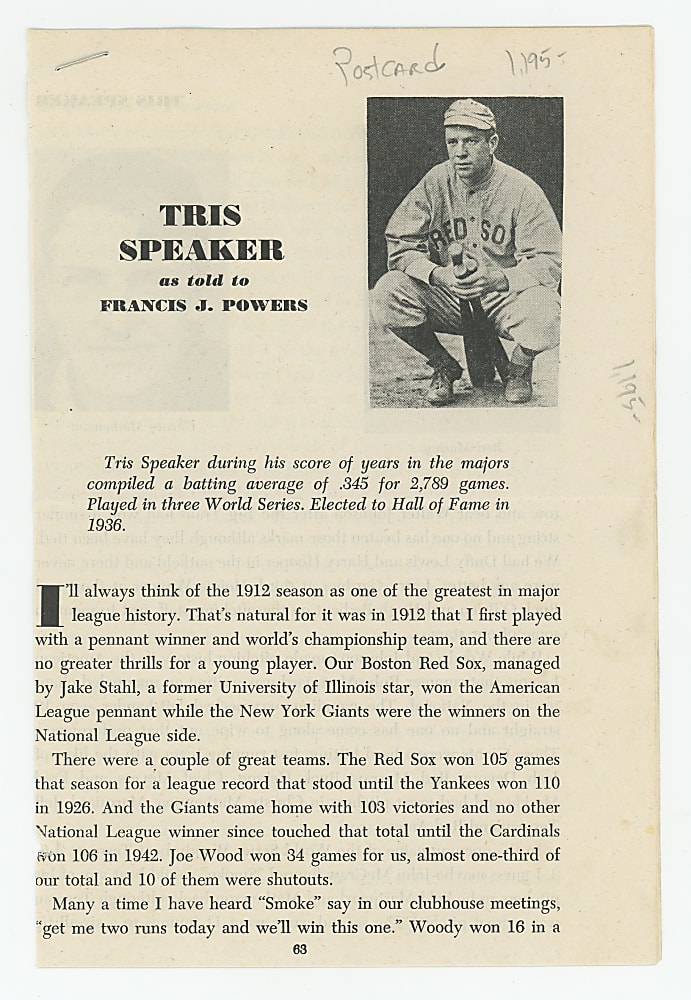 Postcard 1,195-
TRIS
SPEAKER
as told to
FRANCIS J. POWERS
RED SO
1,195-
Tris Speaker during his score of years in the majors
compiled a batting average of .345 for 2,789 games.
Played in three World Series. Elected to Hall of Fame in
1936.
I'll always think of the 1912 season as one of the greatest in major
league history. That's natural for it was in 1912 that I first played
with a pennant winner and world's championship team, and there are
no greater thrills for a young player. Our Boston Red Sox, managed
by Jake Stahl, a former University of Illinois star, won the American
League pennant while the New York Giants were the winners on the
National League side.
There were a couple of great teams. The Red Sox won 105 games
that season for a league record that stood until the Yankees won 110
in 1926. And the Giants came home with 103 victories and no other
National League winner since touched that total until the Cardinals
won 106 in 1942. Joe Wood won 34 games for us, almost one-third of
our total and 10 of them were shutouts.
Many a time I have heard “Smoke” say in our clubhouse meetings,
“get me two runs today and we'll win this one.” Woody won 16 in a
63